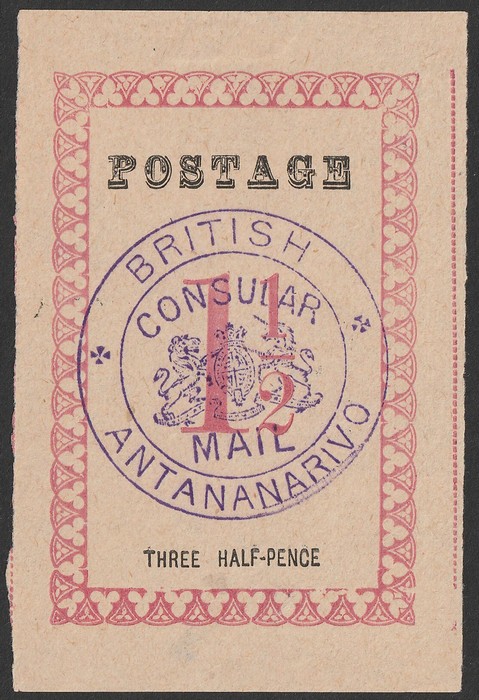 POSTAGE
BRITISH
CONSULAR
1½
MAIL
ANTANANARIVO
THREE HALF-PENCE